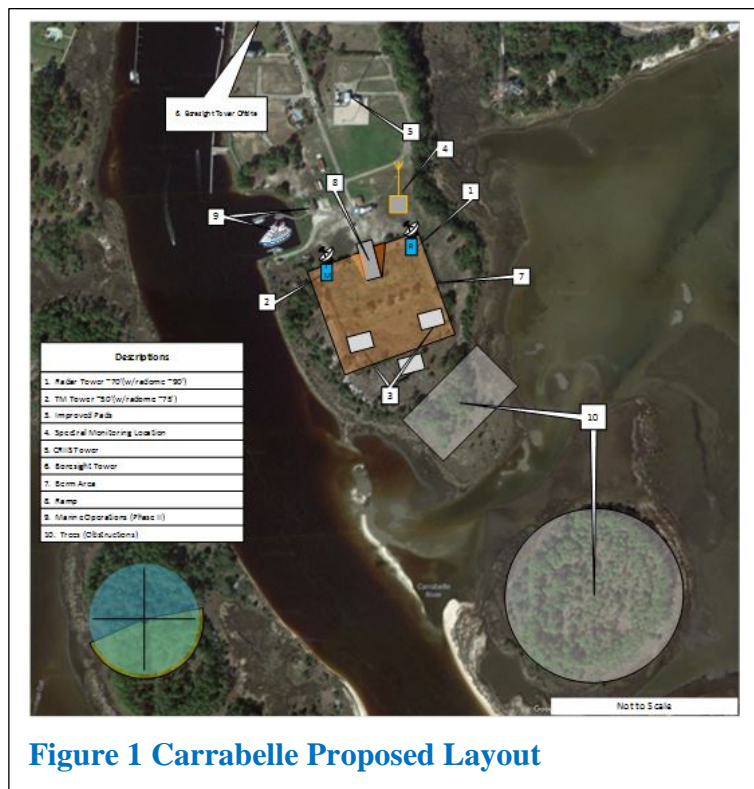 6. Boresight Tower Offsite
5
4
8
1
9
R
M
2
7
Descriptions
1. Radar Tower ~70'(w/radome ~90')
2. TM Tower ~50'(w/radome ~75')
3. Improved Pads
4. Spectral Monitoring Location
5. CRIIS Tower
6. Boresight Tower
7. Berm Area
8. Ramp
9. Marine Operations (Phase II)
10. Trees (Obstructions)
3
10
Carrabelle
River
Not to Scale
Figure 1 Carrabelle Proposed Layout